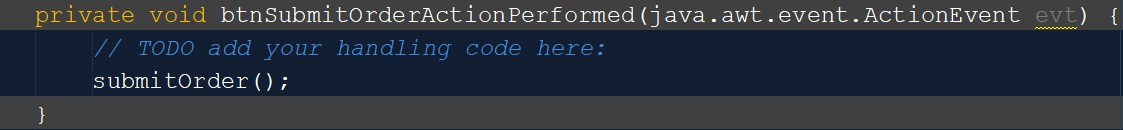 private void btnSubmitOrderActionPerformed(java.awt.event.ActionEvent evt) {
// TODO add your handling code here:
submitOrder();
}